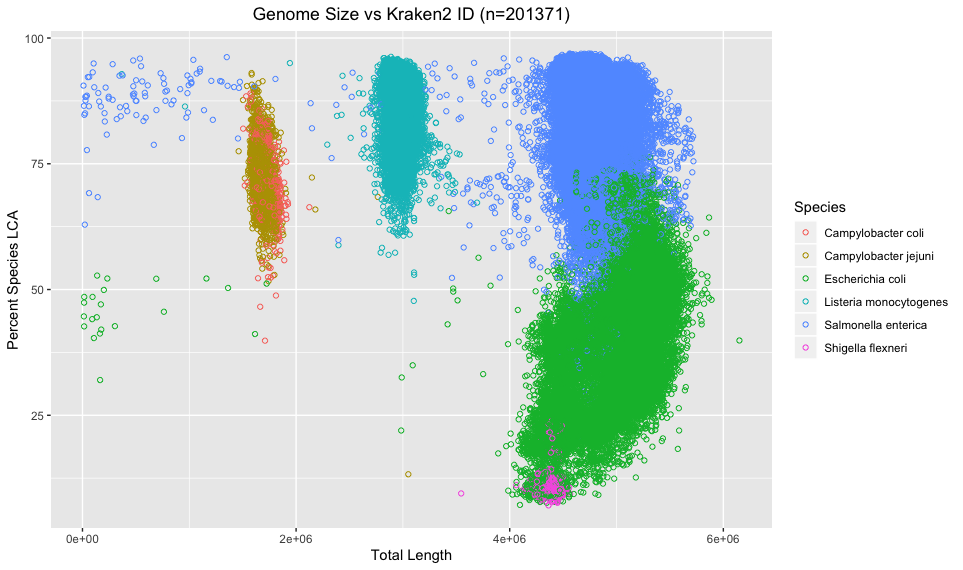 Genome Size vs Kraken2 ID (n=201371)
Percent Species LCA
100
75
50
25
0e+00
2e+06
4e+06
6e+06
Total Length
Species
Campylobacter coli
Campylobacter jejuni
Escherichia coli
Listeria monocytogenes
Salmonella enterica
Shigella flexneri